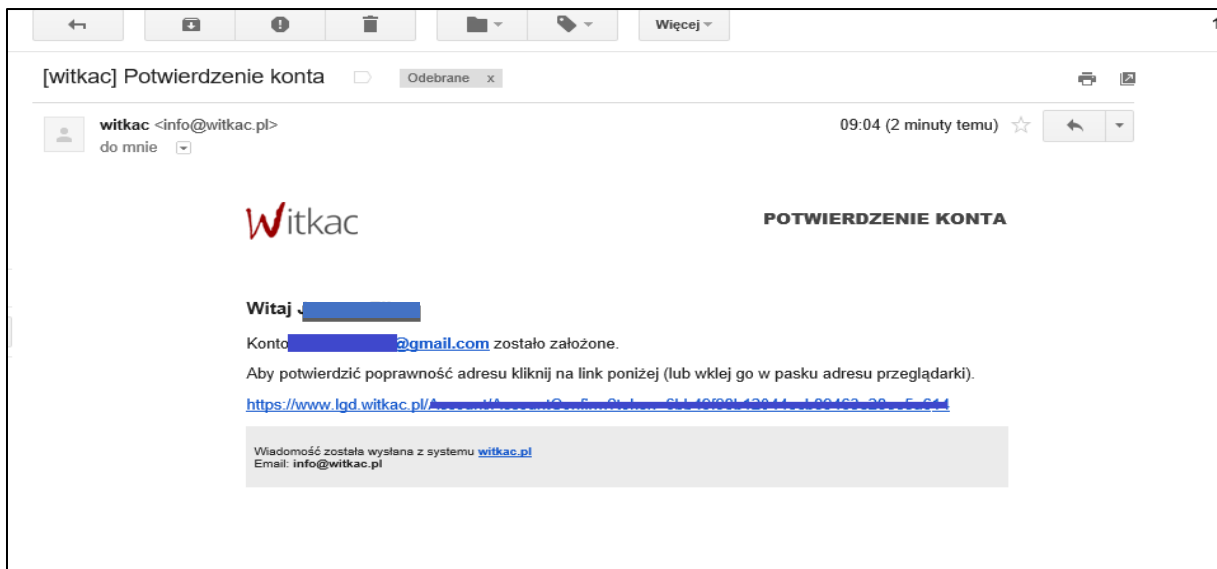 Więcej
1
[witkac] Potwierdzenie konta Odebrane x
witkac <info@witkac.pl> 09:04 (2 minuty temu)
do mnie
Witkac POTWIERDZENIE KONTA
Witaj
Konto @gmail.com zostało założone.
Aby potwierdzić poprawność adresu kliknij na link poniżej (lub wklej go w pasku adresu przeglądarki).
https://www.lgd.witkac.pl/
Wiadomość została wysłana z systemu witkac.pl
Email: info@witkac.pl